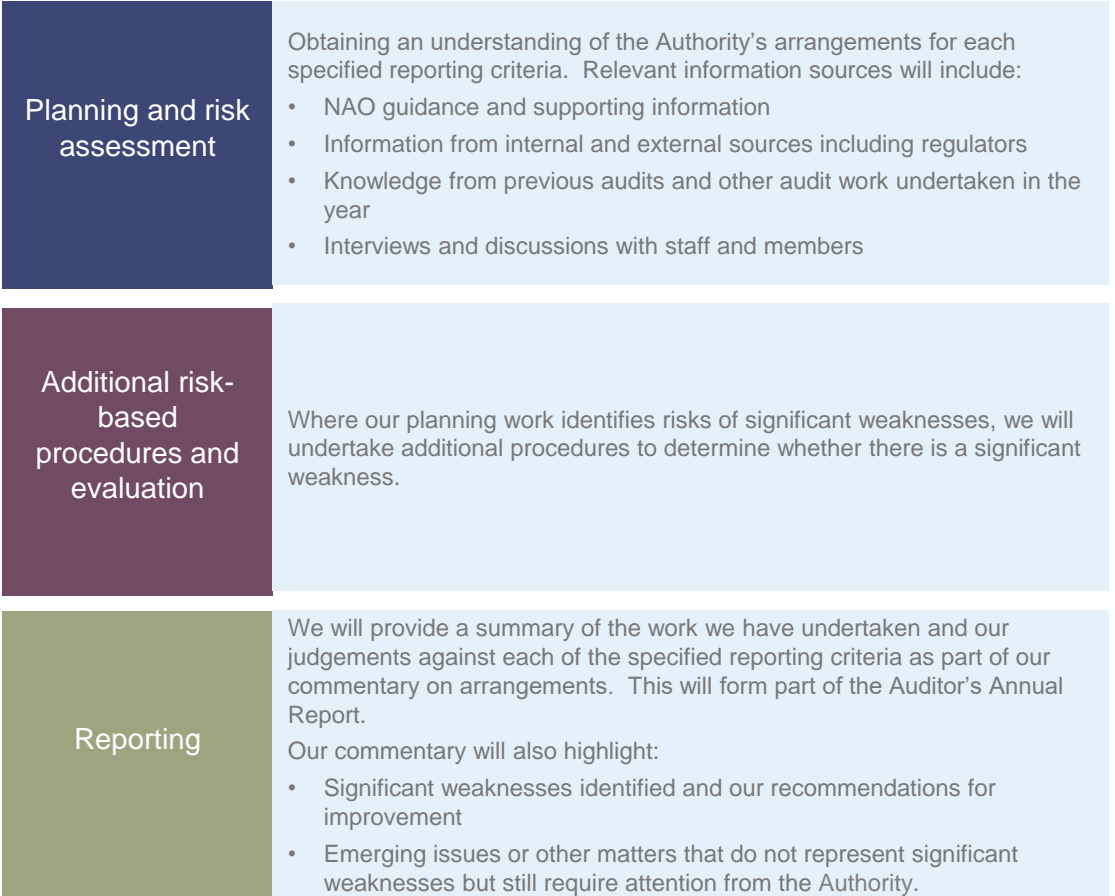 Planning and risk
assessment
Obtaining an understanding of the Authority's arrangements for each
specified reporting criteria.  Relevant information sources will include:
• NAO guidance and supporting information
• Information from internal and external sources including regulators
• Knowledge from previous audits and other audit work undertaken in the
year
• Interviews and discussions with staff and members
Additional risk-
based
procedures and
evaluation
Where our planning work identifies risks of significant weaknesses, we will
undertake additional procedures to determine whether there is a significant
weakness.
Reporting
We will provide a summary of the work we have undertaken and our
judgements against each of the specified reporting criteria as part of our
commentary on arrangements.  This will form part of the Auditor's Annual
Report.
Our commentary will also highlight:
• Significant weaknesses identified and our recommendations for
improvement
• Emerging issues or other matters that do not represent significant
weaknesses but still require attention from the Authority.